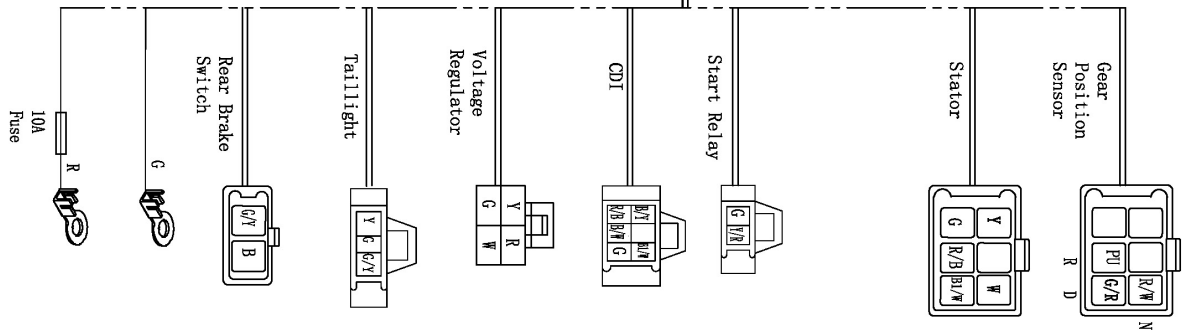 10A
Fuse
R
G
Rear Brake
Switch
G/Y
B
Taillight
Y
G
G/Y
Voltage
Regulator
G
Y
W
R
CDI
R/B
B/Y
B/W
G
Bl/W
Start Relay
G
Y/R
Stator
G
Y
R/B
Bl/W
W
Gear
Position
Sensor
PU
G/R
R/W
R
D
N